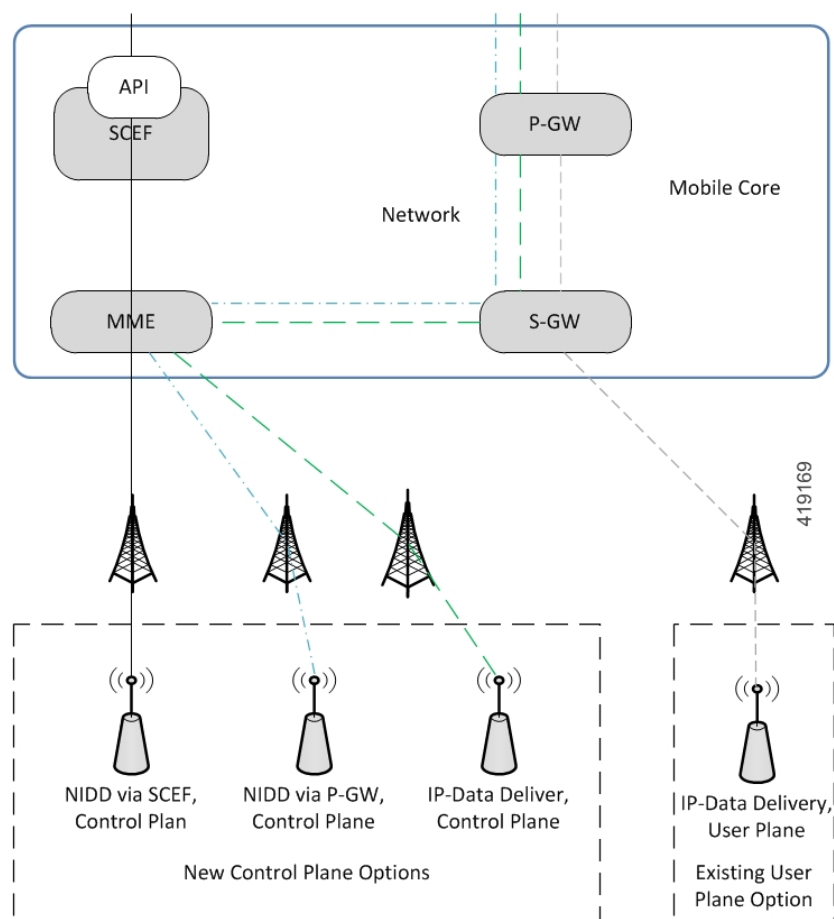 API
SCEF
P-GW
Mobile Core
Network
MME
S-GW
419169
NIDD via SCEF,
Control Plan
NIDD via P-GW,
Control Plane
IP-Data Deliver,
Control Plane
IP-Data Delivery,
User Plane
New Control Plane Options
Existing User
Plane Option